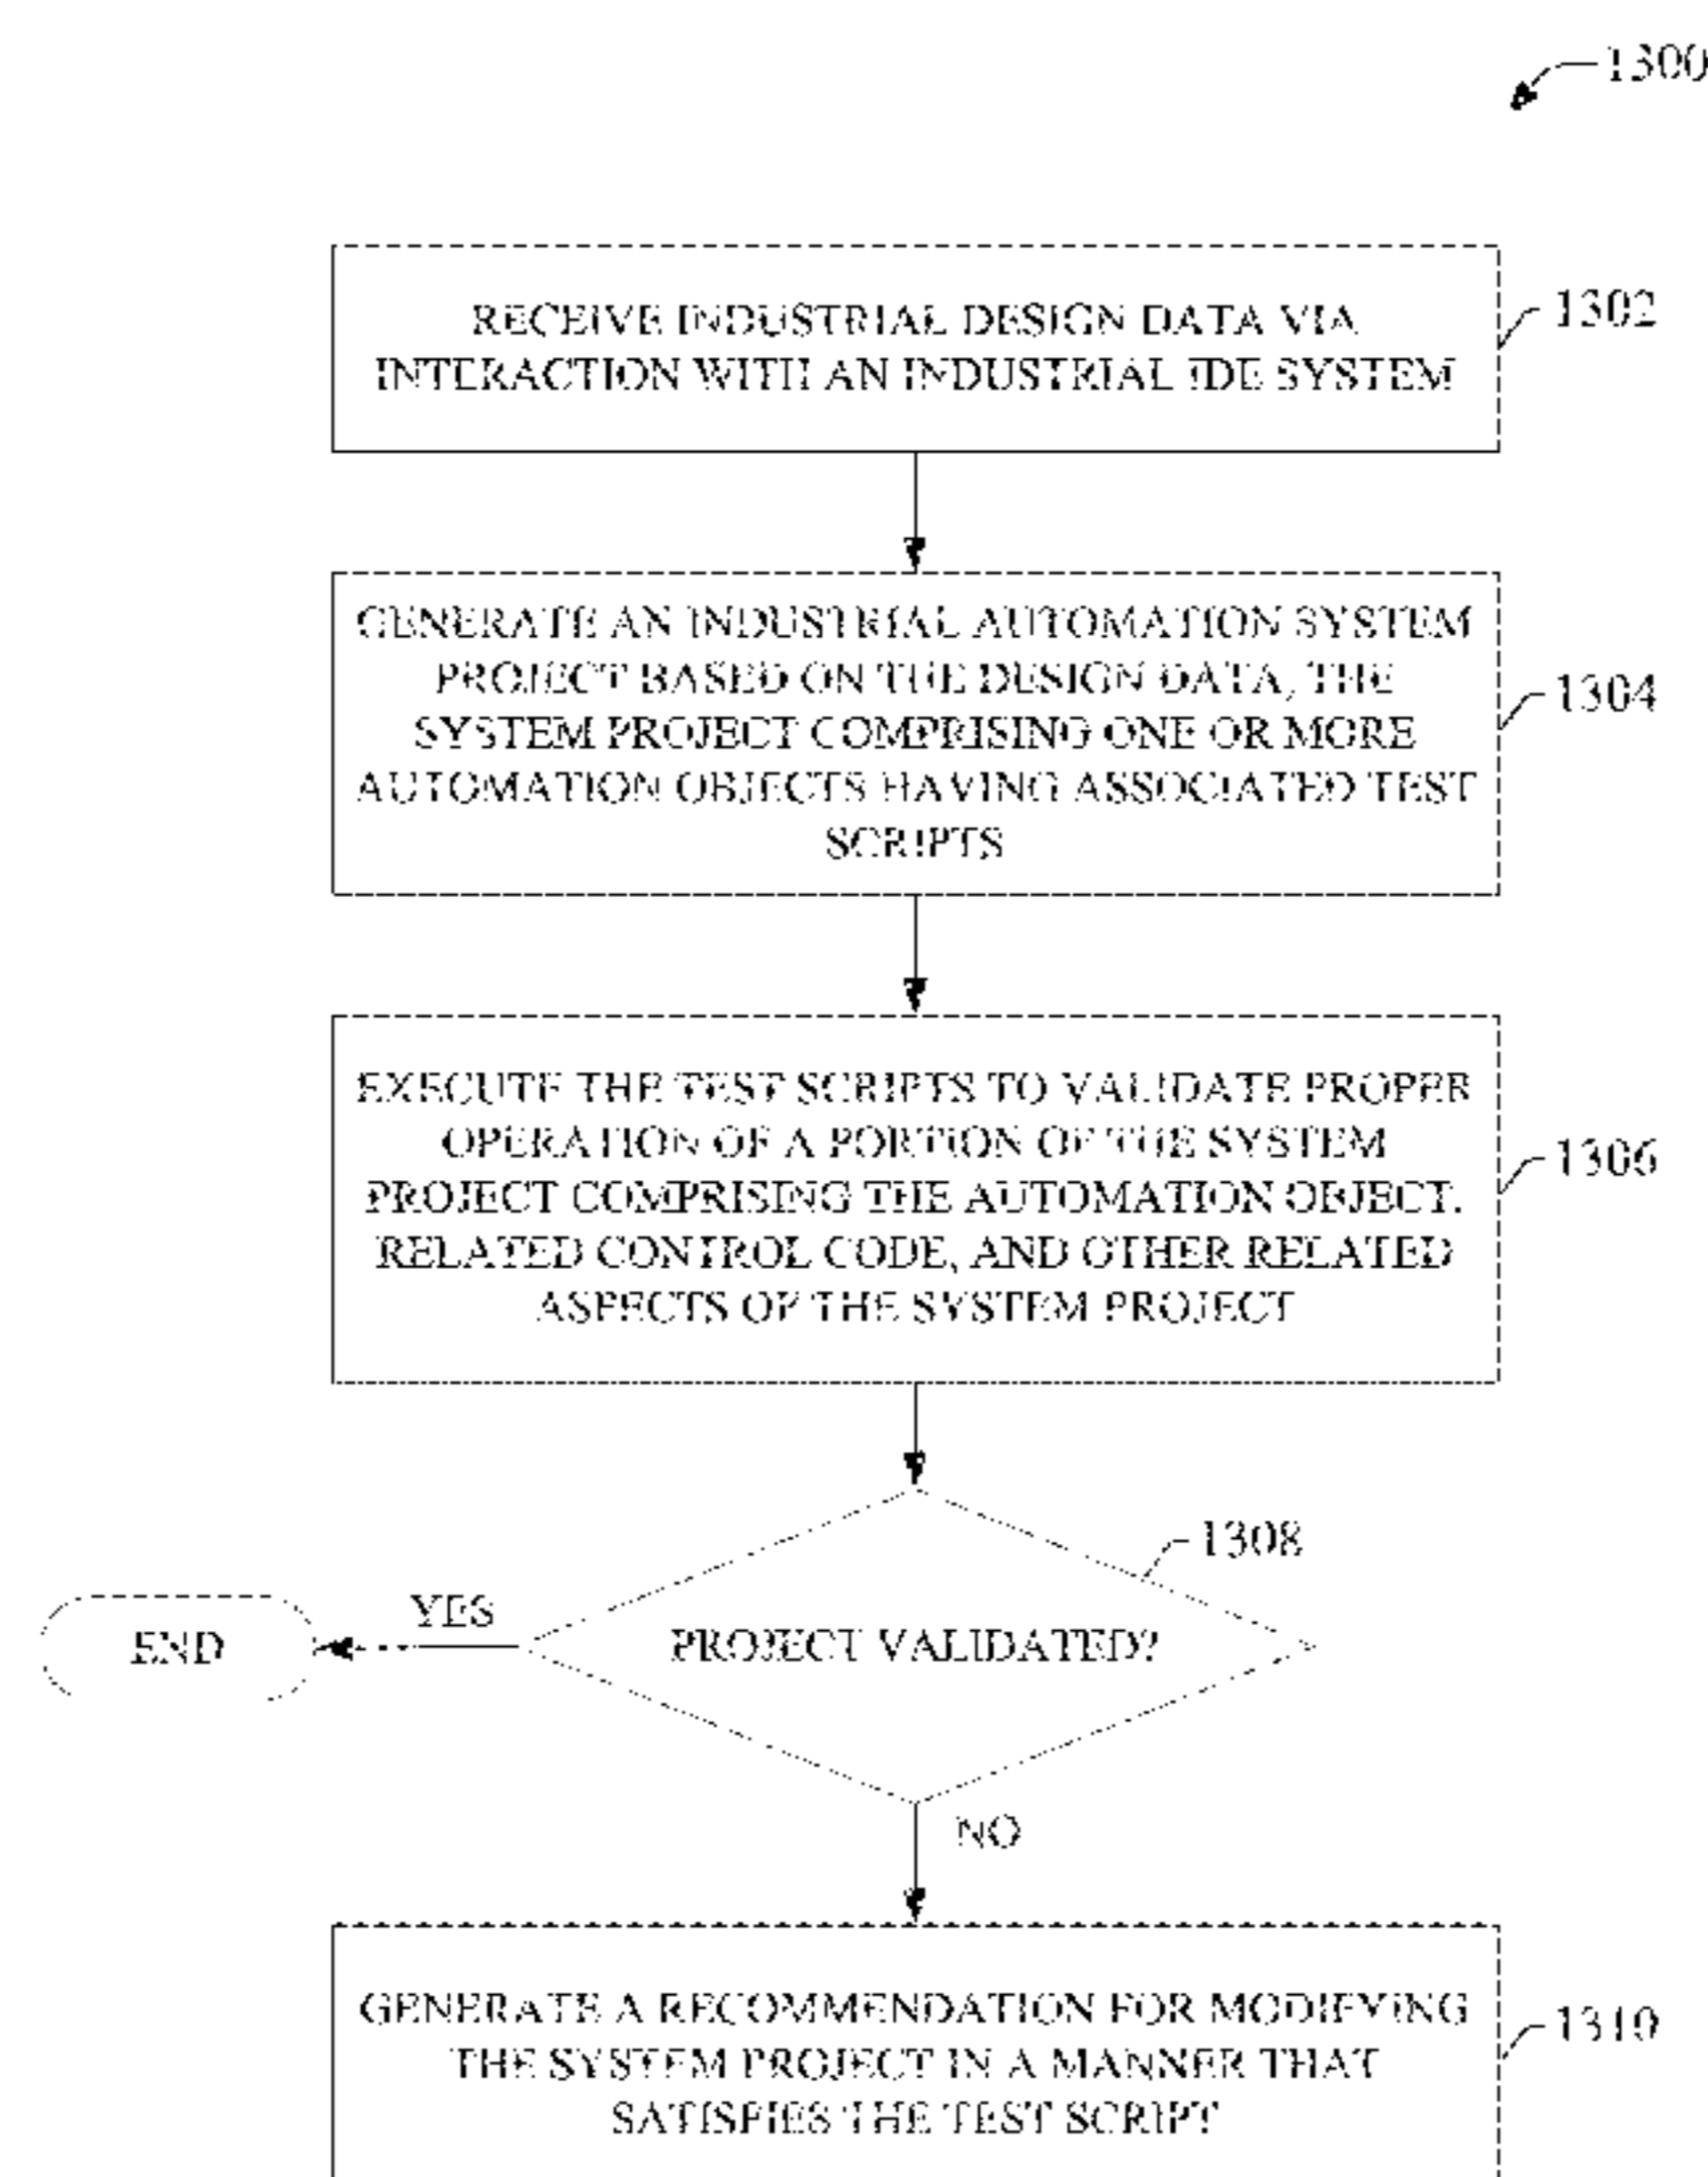 1300
RECEIVE INDUSTRIAL DESIGN DATA VIA
INTERACTION WITH AN INDUSTRIAL IDE SYSTEM
1302
GENERATE AN INDUSTRIAL AUTOMATION SYSTEM
PROJECT BASED ON THE DESIGN DATA, THE
SYSTEM PROJECT COMPRISING ONE OR MORE
AUTOMATION OBJECTS HAVING ASSOCIATED TEST
SCRIPTS
1304
EXECUTE THE TEST SCRIPTS TO VALIDATE PROPER
OPERATION OF A PORTION OF THE SYSTEM
PROJECT COMPRISING THE AUTOMATION OBJECT,
RELATED CONTROL CODE, AND OTHER RELATED
ASPECTS OF THE SYSTEM PROJECT
1306
1308
PROJECT VALIDATED?
YES
END
NO
GENERATE A RECOMMENDATION FOR MODIFYING
THE SYSTEM PROJECT IN A MANNER THAT
SATISFIES THE TEST SCRIPT
1310